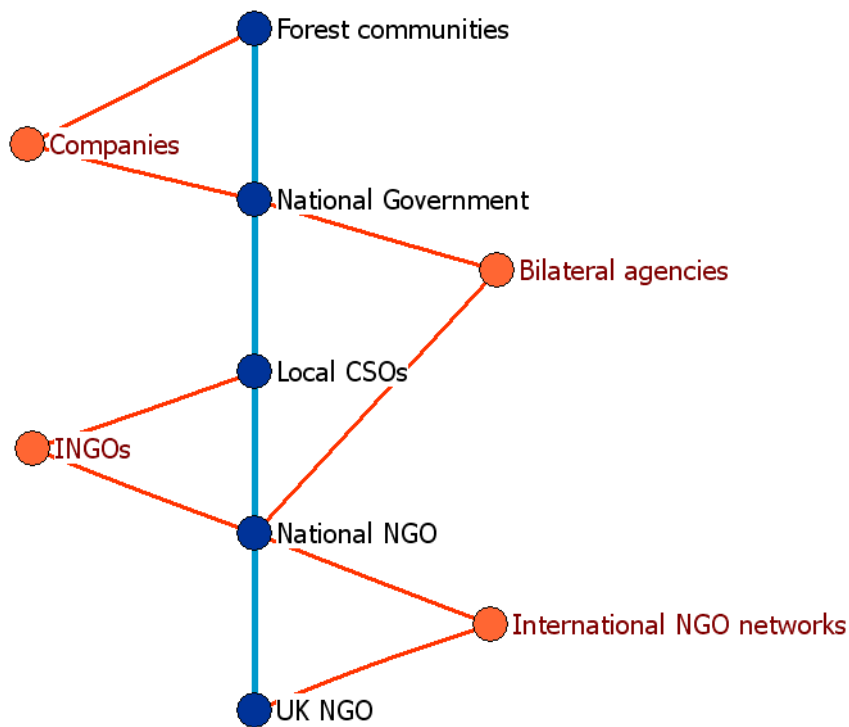 Forest communities
Companies
National Government
Bilateral agencies
Local CSOs
INGOs
National NGO
International NGO networks
UK NGO